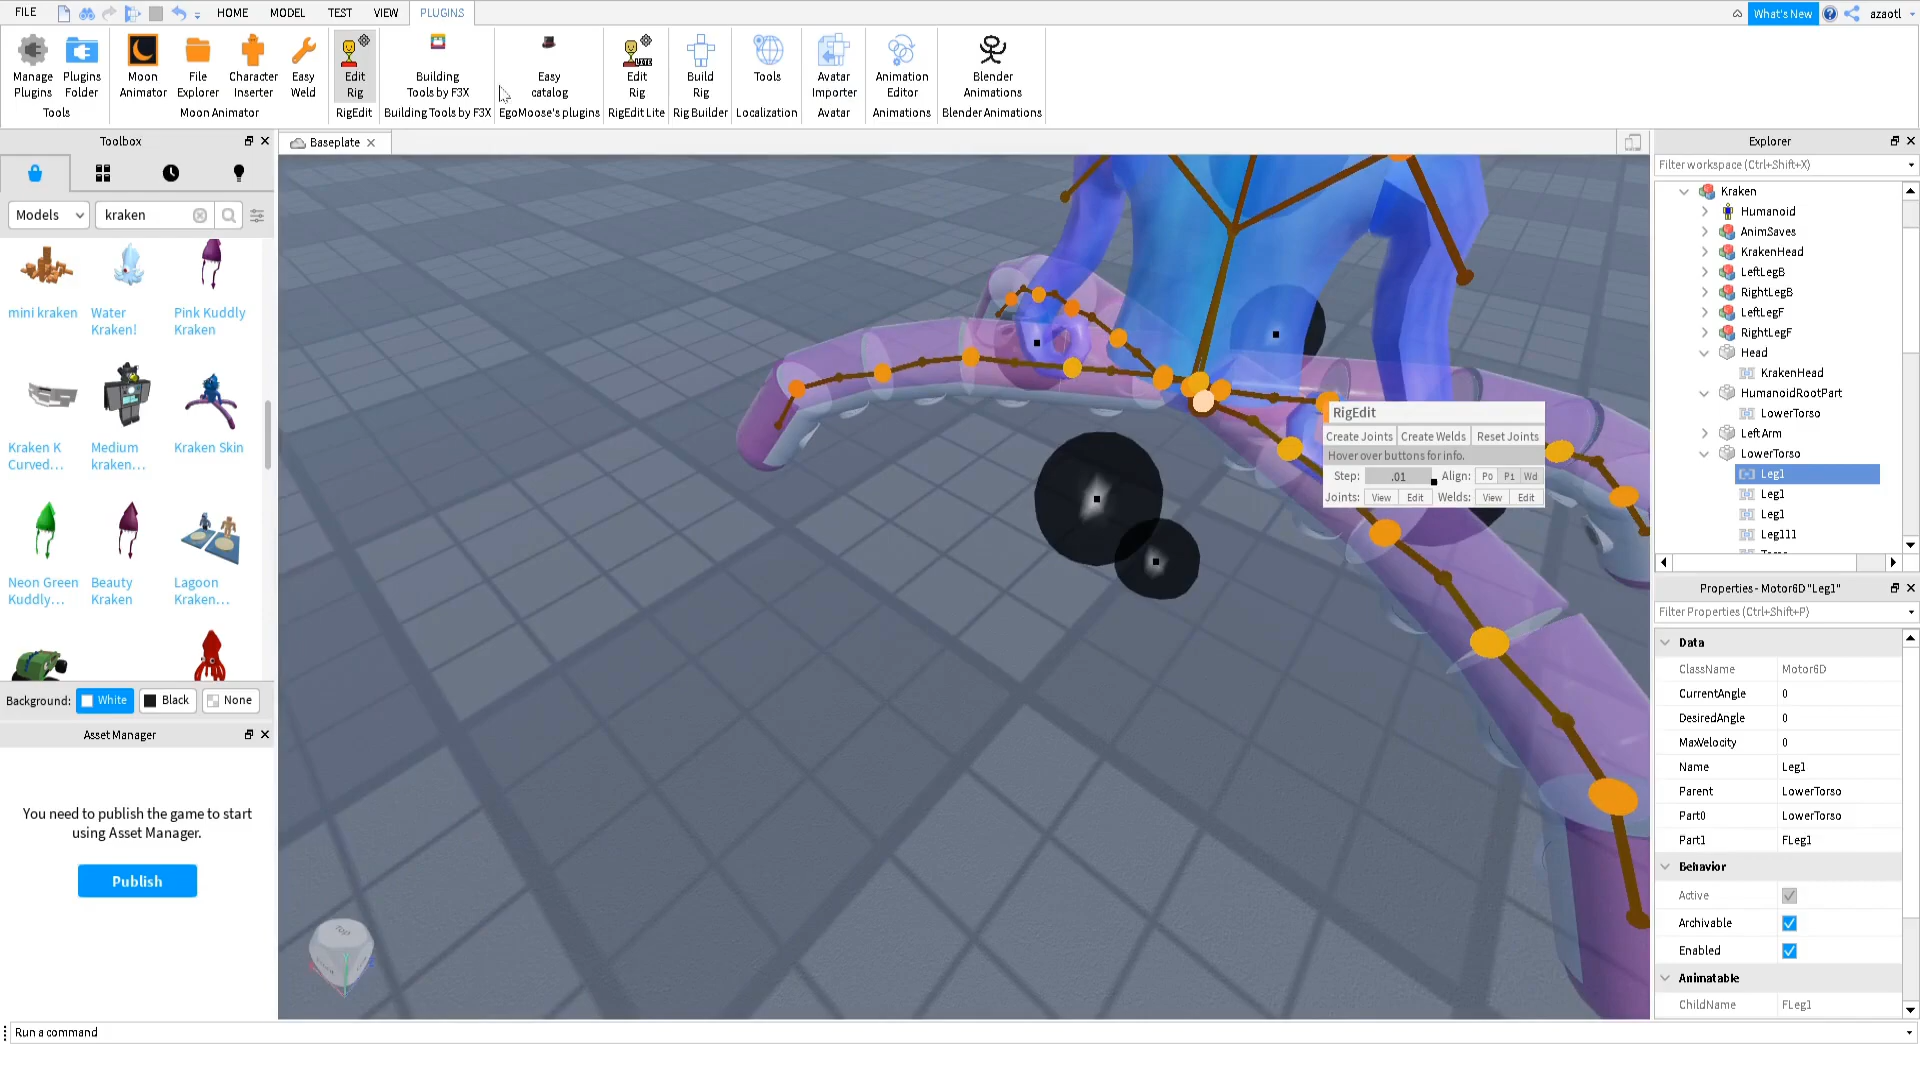 FILE HOME MODEL TEST VIEW PLUGINS What's New azaotl
Manage Plugins
Plugins Folder
Tools
Moon Animator
File Explorer
Character Inserter
Easy Weld
Moon Animator
Edit Rig
RigEdit
Building Tools by F3X
Building Tools by F3X
Easy catalog
EgoMoose's plugins
LITE
Edit Rig
RigEdit Lite
Build Rig
Rig Builder
Tools
Localization
Avatar Importer
Avatar
Animation Editor
Animations
Blender Animations
Blender Animations
Toolbox
Models kraken
mini kraken
Water Kraken!
Pink Kuddly Kraken
Kraken K Curved...
Medium kraken...
Kraken Skin
Neon Green Kuddly...
Beauty Kraken
Lagoon Kraken...
Background: White Black None
Asset Manager
You need to publish the game to start
using Asset Manager.
Publish
Baseplate
RigEdit
Create Joints Create Welds Reset Joints
Hover over buttons for info.
Step: .01 Align: P0 P1 Wd
Joints: View Edit Welds: View Edit
Explorer
Filter workspace (Ctrl+Shift+X)
Kraken
Humanoid
AnimSaves
KrakenHead
LeftLegB
RightLegB
LeftLegF
RightLegF
Head
KrakenHead
HumanoidRootPart
LowerTorso
LeftArm
LowerTorso
Leg1
Leg1
Leg1
Leg111
Properties - Motor6D "Leg1"
Filter Properties (Ctrl+Shift+P)
Data
ClassName Motor6D
CurrentAngle 0
DesiredAngle 0
MaxVelocity 0
Name Leg1
Parent LowerTorso
Part0 LowerTorso
Part1 FLeg1
Behavior
Active
Archivable
Enabled
Animatable
ChildName FLeg1
Run a command